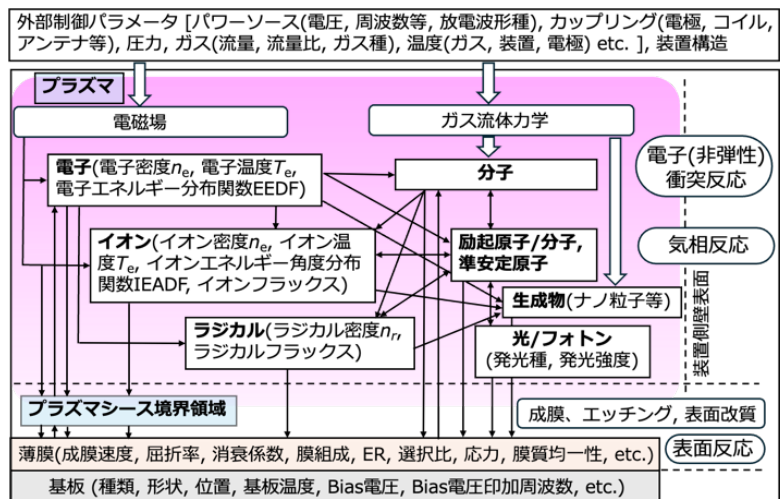 外部制御パラメータ [パワーソース(電圧, 周波数等, 放電波形種), カップリング(電極, コイル,
アンテナ等), 圧力, ガス(流量, 流量比, ガス種), 温度(ガス, 装置, 電極) etc. ], 装置構造
プラズマ
電磁場
ガス流体力学
電子(非弾性)
衝突反応
電子(電子密度nₑ, 電子温度Tₑ,
電子エネルギー分布関数EEDF)
分子
イオン(イオン密度nₑ, イオン温
度Tₑ, イオンエネルギー角度分布
関数IEADF, イオンフラックス)
励起原子/分子,
準安定原子
気相反応
生成物(ナノ粒子等)
ラジカル(ラジカル密度nᵣ,
ラジカルフラックス)
光/フォトン
(発光種, 発光強度)
装置側壁表面
プラズマシース境界領域
成膜、エッチング, 表面改質
薄膜(成膜速度, 屈折率, 消衰係数, 膜組成, ER, 選択比, 応力, 膜質均一性, etc.)
表面反応
基板 (種類, 形状, 位置, 基板温度, Bias電圧, Bias電圧印加周波数, etc.)